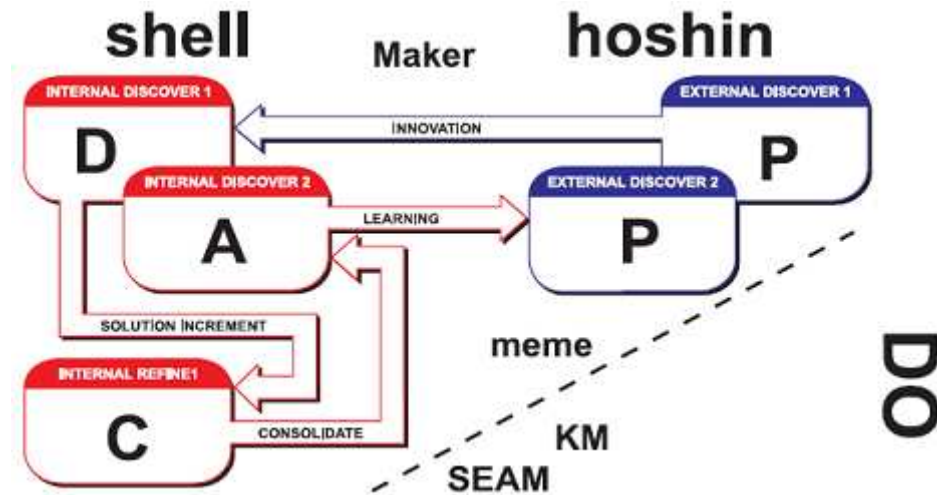 shell
hoshin
Maker
INTERNAL DISCOVER 1
EXTERNAL DISCOVER 1
D
INNOVATION
P
INTERNAL DISCOVER 2
EXTERNAL DISCOVER 2
A
LEARNING
P
SOLUTION INCREMENT
meme
DO
INTERNAL REFINE1
C
CONSOLIDATE
KM
SEAM